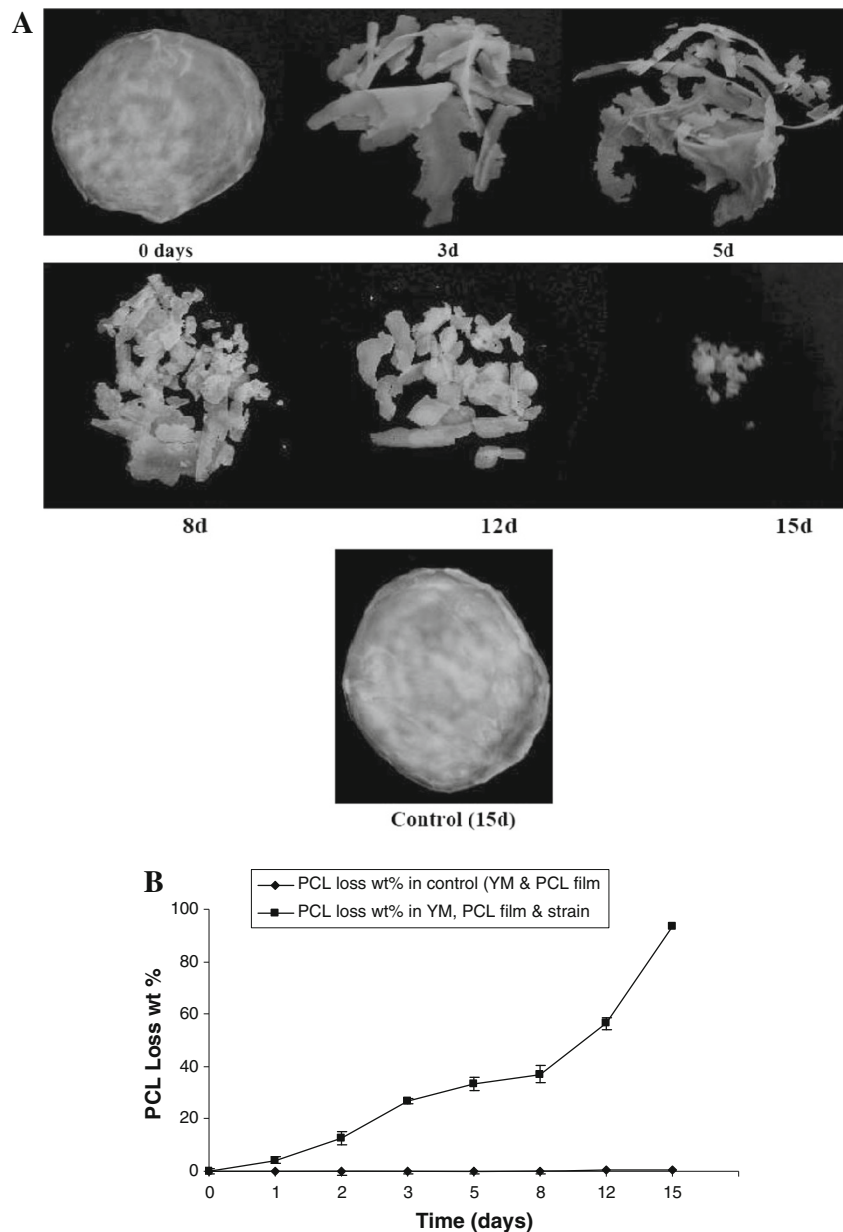 A
0 days 3d 5d
8d 12d 15d
Control (15d)
B
PCL loss wt% in control (YM & PCL film
PCL loss wt% in YM, PCL film & strain
100
80
60
40
20
0
PCL Loss wt %
0 1 2 3 5 8 12 15
Time (days)